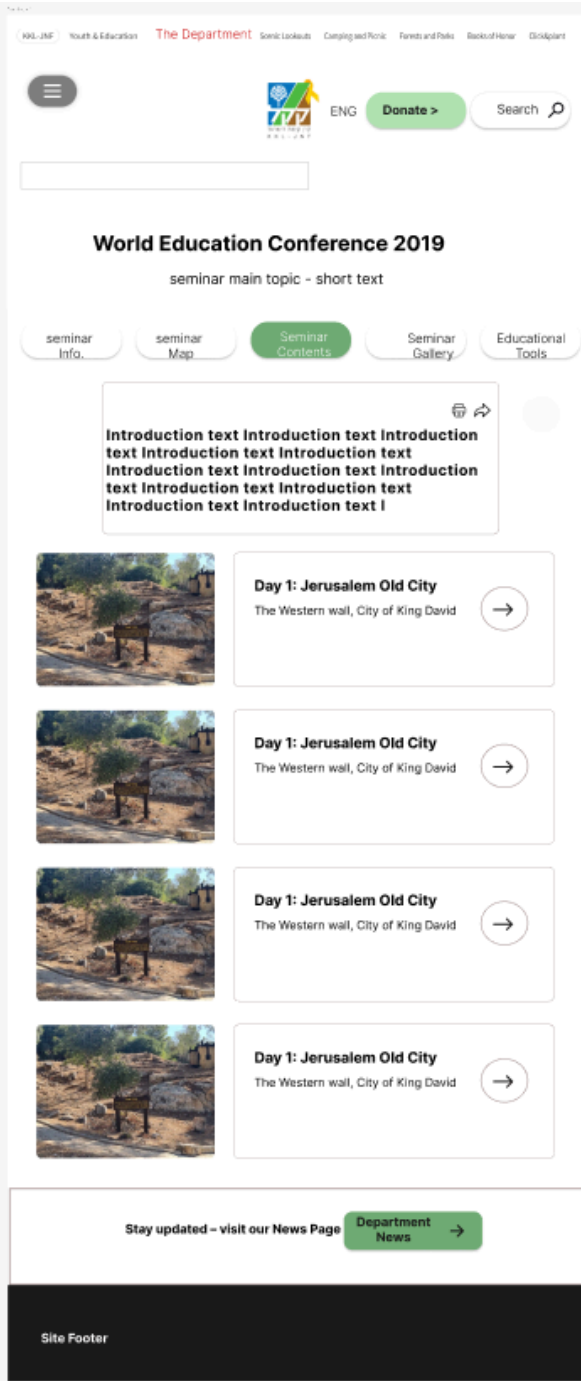 KKL-JNF Youth & Education The Department Scenic Lookouts Camping and Picnic Forests and Parks Books of Honor Click&plant
KKL-JNF
ENG
Donate >
Search
World Education Conference 2019
seminar main topic - short text
seminar
Info.
seminar
Map
Seminar
Contents
Seminar
Gallery
Educational
Tools
Introduction text Introduction text Introduction
text Introduction text Introduction text
Introduction text Introduction text Introduction
text Introduction text Introduction text
Introduction text Introduction text I
Day 1: Jerusalem Old City
The Western wall, City of King David
Day 1: Jerusalem Old City
The Western wall, City of King David
Day 1: Jerusalem Old City
The Western wall, City of King David
Day 1: Jerusalem Old City
The Western wall, City of King David
Stay updated – visit our News Page
Department
News
Site Footer